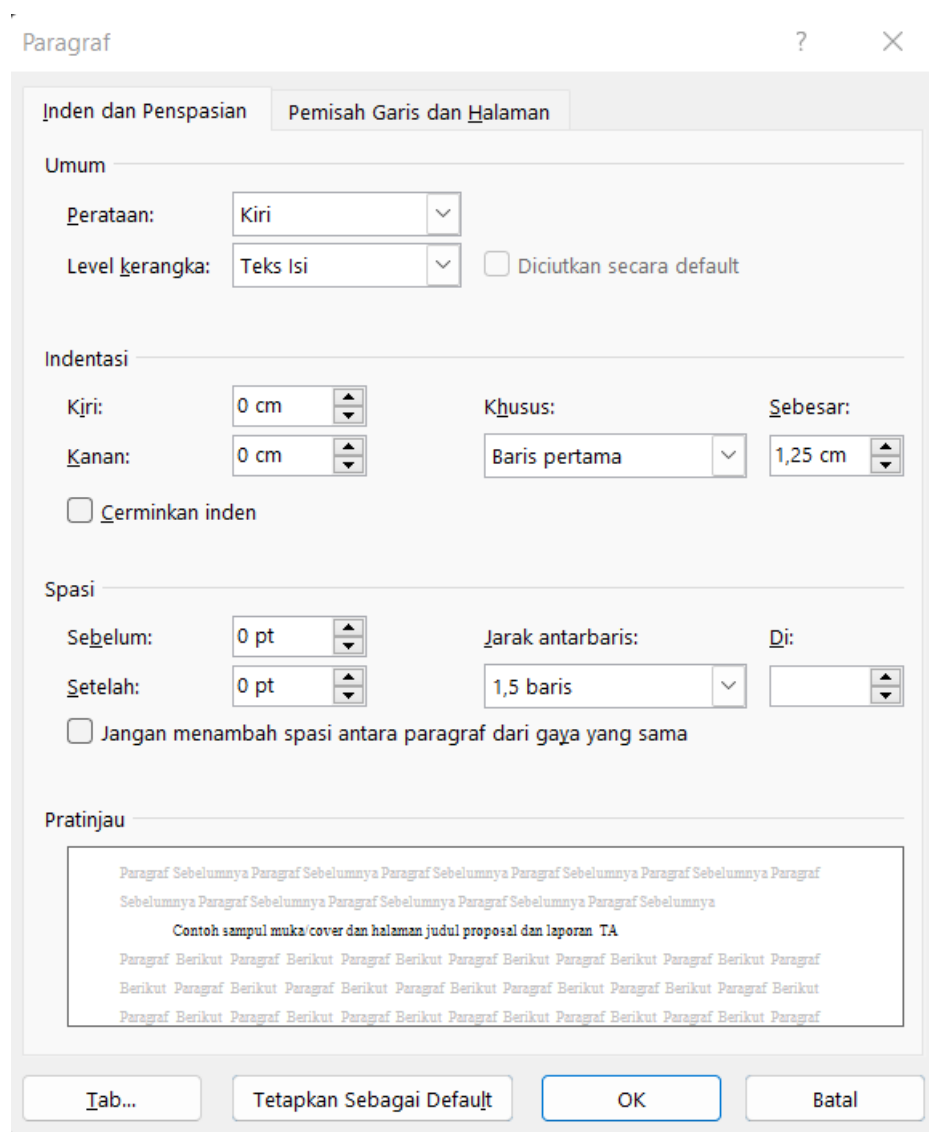 Paragraf ?
Inden dan Penspasian Pemisah Garis dan Halaman
Umum
Perataan: Kiri
Level kerangka: Teks Isi Diciutkan secara default
Indentasi
Kiri: 0 cm Khusus: Sebesar:
Kanan: 0 cm Baris pertama 1,25 cm
Cerminkan inden
Spasi
Sebelum: 0 pt Jarak antarbaris: Di:
Setelah: 0 pt 1,5 baris
Jangan menambah spasi antara paragraf dari gaya yang sama
Pratinjau
Paragraf Sebelumnya Paragraf Sebelumnya Paragraf Sebelumnya Paragraf Sebelumnya Paragraf Sebelumnya Paragraf
Sebelumnya Paragraf Sebelumnya Paragraf Sebelumnya Paragraf Sebelumnya Paragraf Sebelumnya
Contoh sampul muka/cover dan halaman judul proposal dan laporan TA
Paragraf Berikut Paragraf Berikut Paragraf Berikut Paragraf Berikut Paragraf Berikut Paragraf Berikut Paragraf
Berikut Paragraf Berikut Paragraf Berikut Paragraf Berikut Paragraf Berikut Paragraf Berikut Paragraf Berikut
Paragraf Berikut Paragraf Berikut Paragraf Berikut Paragraf Berikut Paragraf Berikut Paragraf Berikut Paragraf
Tab... Tetapkan Sebagai Default OK Batal